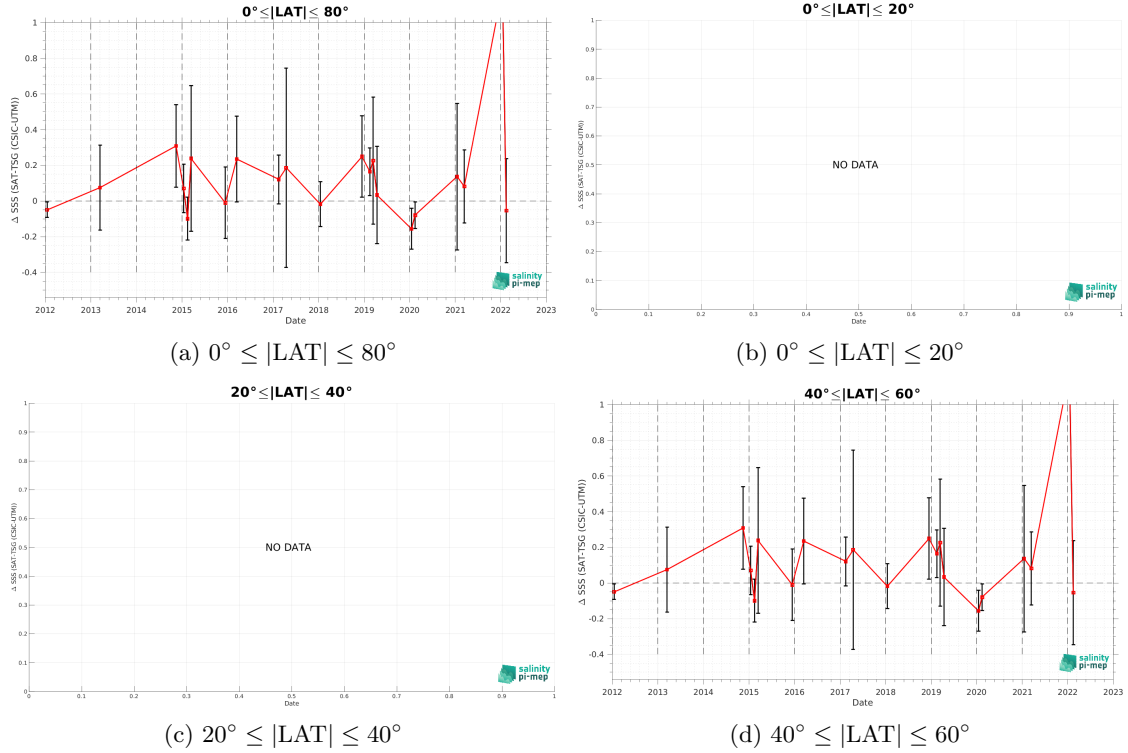 0°≤|LAT|≤ 80°
Δ SSS (SAT-TSG (CSIC-UTM))
1
0.8
0.6
0.4
0.2
0
-0.2
-0.4
2012 2013 2014 2015 2016 2017 2018 2019 2020 2021 2022 2023
Date
salinity
pi-mep
(a) 0° ≤ |LAT| ≤ 80°
0°≤|LAT|≤ 20°
Δ SSS (SAT-TSG (CSIC-UTM))
1
0.9
0.8
0.7
0.6
0.5
0.4
0.3
0.2
0.1
0
NO DATA
0 0.1 0.2 0.3 0.4 0.5 0.6 0.7 0.8 0.9 1
Date
salinity
pi-mep
(b) 0° ≤ |LAT| ≤ 20°
20°≤|LAT|≤ 40°
Δ SSS (SAT-TSG (CSIC-UTM))
1
0.9
0.8
0.7
0.6
0.5
0.4
0.3
0.2
0.1
0
NO DATA
0 0.1 0.2 0.3 0.4 0.5 0.6 0.7 0.8 0.9 1
Date
salinity
pi-mep
(c) 20° ≤ |LAT| ≤ 40°
40°≤|LAT|≤ 60°
Δ SSS (SAT-TSG (CSIC-UTM))
1
0.8
0.6
0.4
0.2
0
-0.2
-0.4
2012 2013 2014 2015 2016 2017 2018 2019 2020 2021 2022 2023
Date
salinity
pi-mep
(d) 40° ≤ |LAT| ≤ 60°